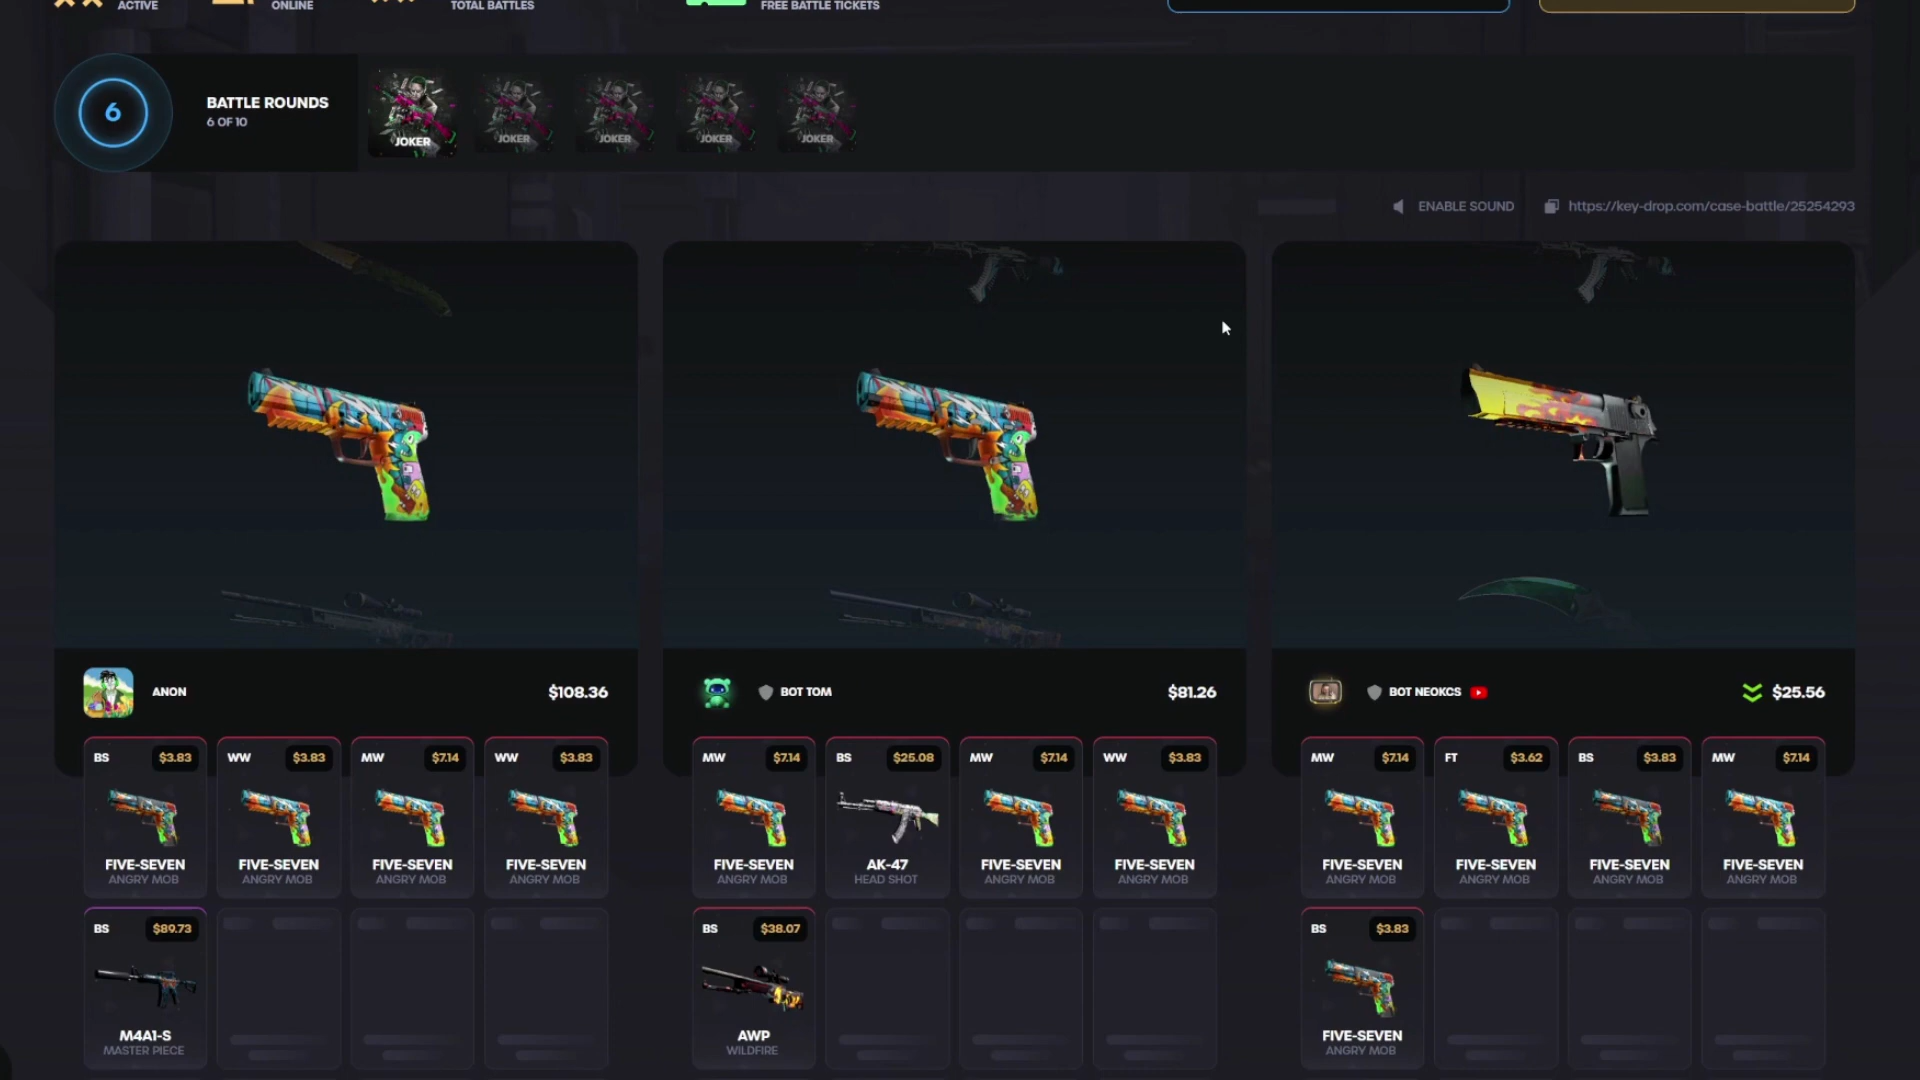 ACTIVE
ONLINE
TOTAL BATTLES
FREE BATTLE TICKETS
6
BATTLE ROUNDS
6 OF 10
JOKER
JOKER
JOKER
JOKER
JOKER
ENABLE SOUND
https://key-drop.com/case-battle/25254293
ANON
$108.36
BOT TOM
$81.26
BOT NEOKCS
$25.56
BS $3.83
WW $3.83
MW $7.14
WW $3.83
MW $7.14
BS $25.08
MW $7.14
WW $3.83
MW $7.14
FT $3.62
BS $3.83
MW $7.14
FIVE-SEVEN
FIVE-SEVEN
FIVE-SEVEN
FIVE-SEVEN
FIVE-SEVEN
AK-47
FIVE-SEVEN
FIVE-SEVEN
FIVE-SEVEN
FIVE-SEVEN
FIVE-SEVEN
FIVE-SEVEN
ANGRY MOB
ANGRY MOB
ANGRY MOB
ANGRY MOB
ANGRY MOB
HEAD SHOT
ANGRY MOB
ANGRY MOB
ANGRY MOB
ANGRY MOB
ANGRY MOB
ANGRY MOB
BS $89.73
BS $38.07
BS $3.83
M4A1-S
AWP
FIVE-SEVEN
MASTER PIECE
WILDFIRE
ANGRY MOB